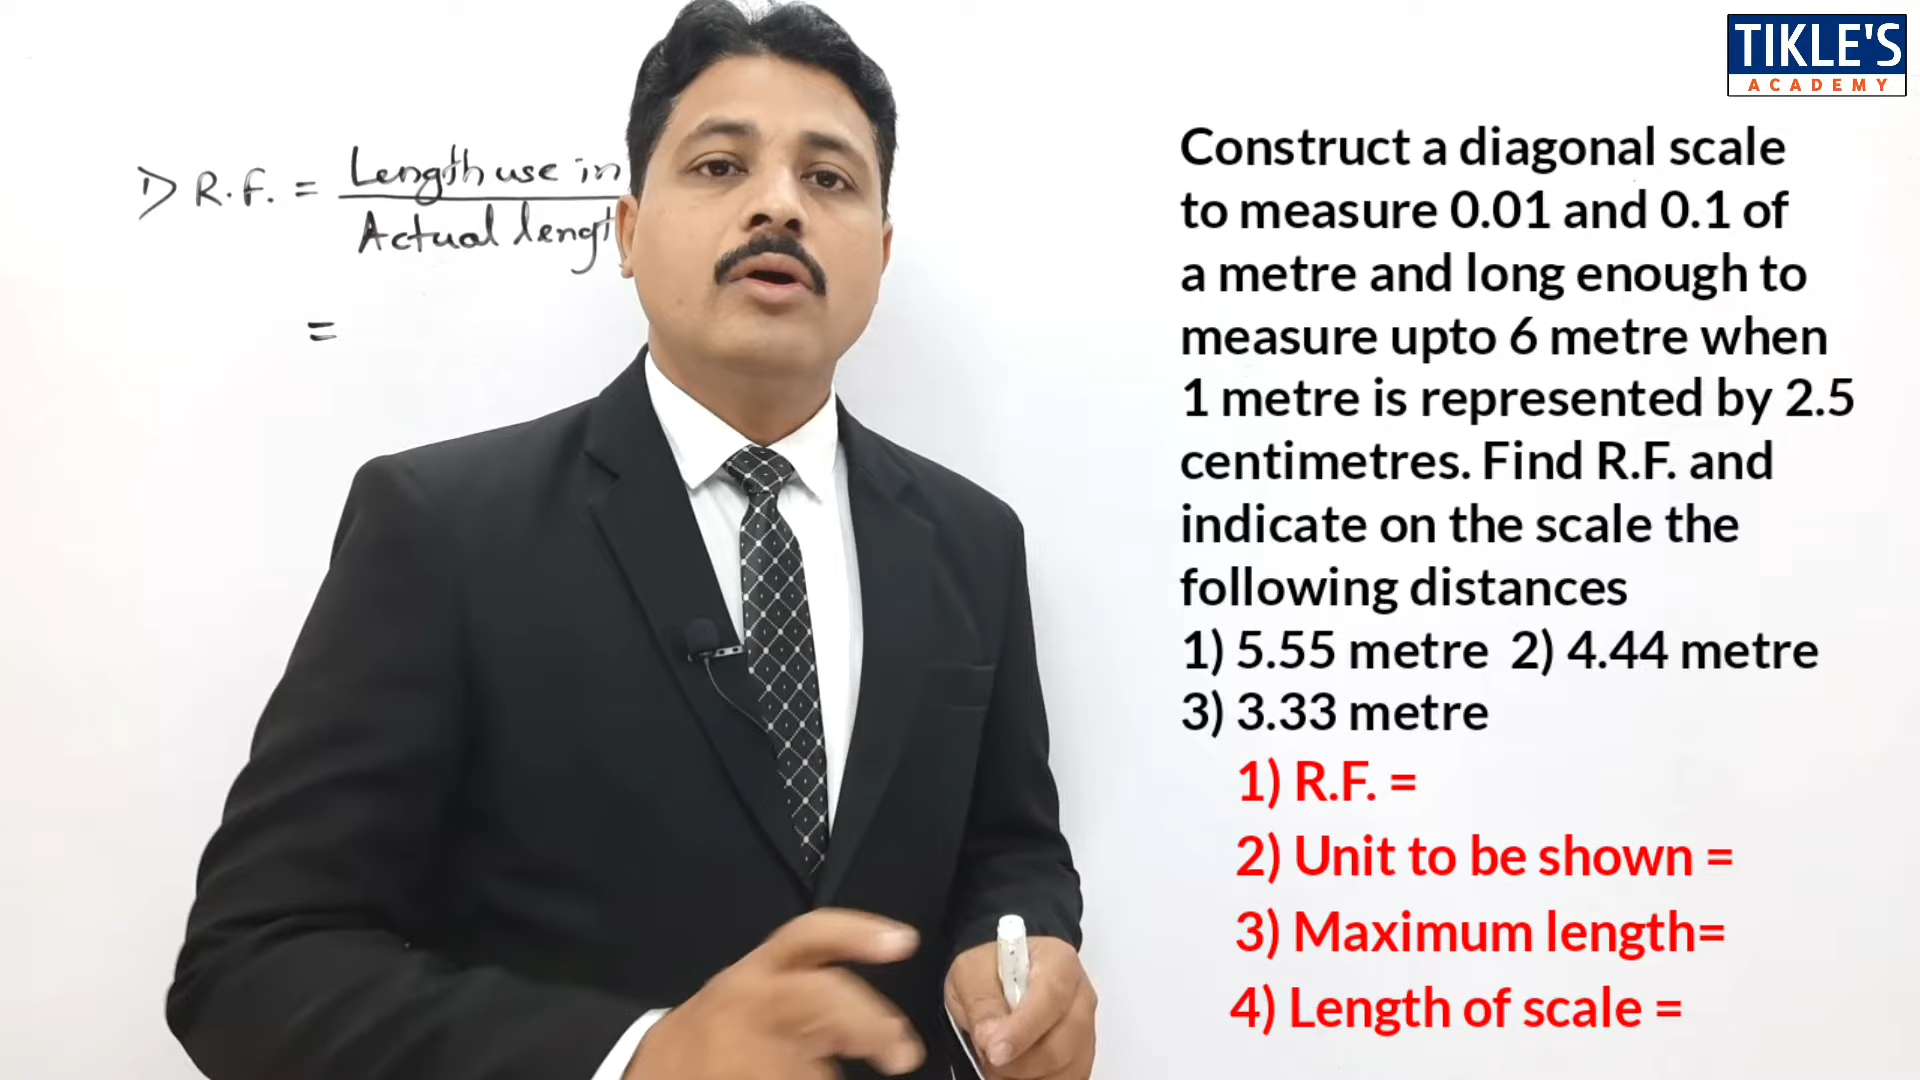 TIKLE'S
ACADEMY
1) R.F. = Length use in
Actual lengt
=
Construct a diagonal scale
to measure 0.01 and 0.1 of
a metre and long enough to
measure upto 6 metre when
1 metre is represented by 2.5
centimetres. Find R.F. and
indicate on the scale the
following distances
1) 5.55 metre 2) 4.44 metre
3) 3.33 metre
1) R.F. =
2) Unit to be shown =
3) Maximum length=
4) Length of scale =